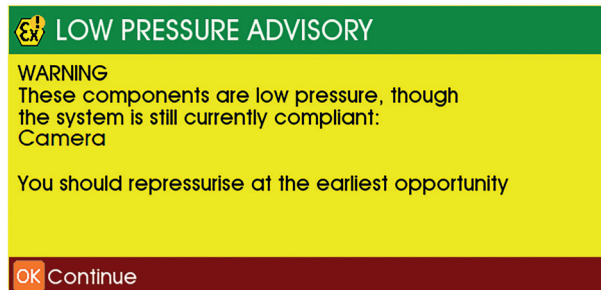 Ex! LOW PRESSURE ADVISORY
WARNING
These components are low pressure, though
the system is still currently compliant:
Camera
You should repressurise at the earliest opportunity
OK Continue